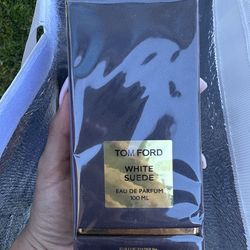 TOM FORD
WHITE
SUEDE
EAU DE PARFUM
100 ML